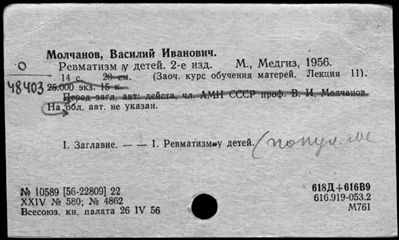 Молчанов, Василий Иванович.
О Ревматизм у детей. 2-е изд. М., Медгиз, 1956.
14 с. 20 см. (Заоч. курс обучения матерей. Лекция 11).
48403 25.000 экз. 15 к.
Перед загл. авт: действ. чл. АМН СССР проф. В. И. Молчанов.
На обл. авт. не указан.
I. Заглавие. — — I. Ревматизм у детей.
№ 10589 [56-22809] 22
618Д+616В9
XXIV № 580; № 4862
616.919-053.2
Всесоюз. кн. палата 26 IV 56
М761